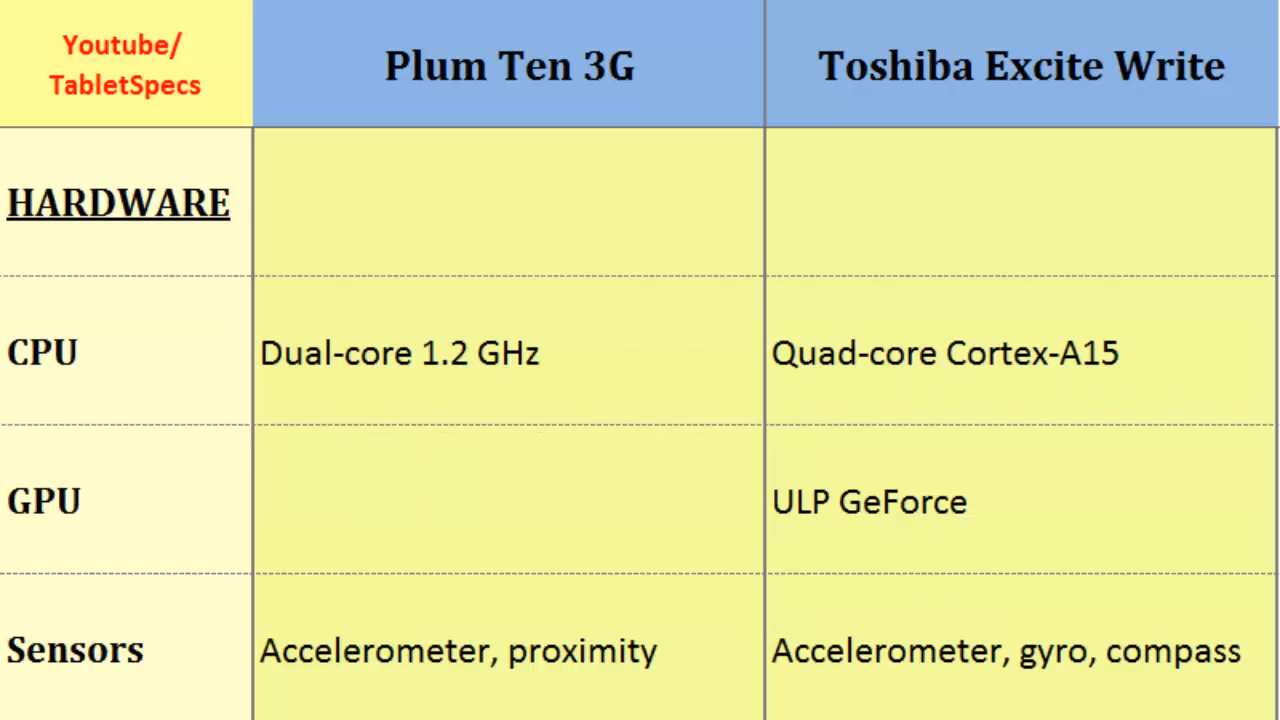 Youtube/
TabletSpecs
Plum Ten 3G
Toshiba Excite Write
HARDWARE
CPU
Dual-core 1.2 GHz
Quad-core Cortex-A15
GPU
ULP GeForce
Sensors
Accelerometer, proximity
Accelerometer, gyro, compass